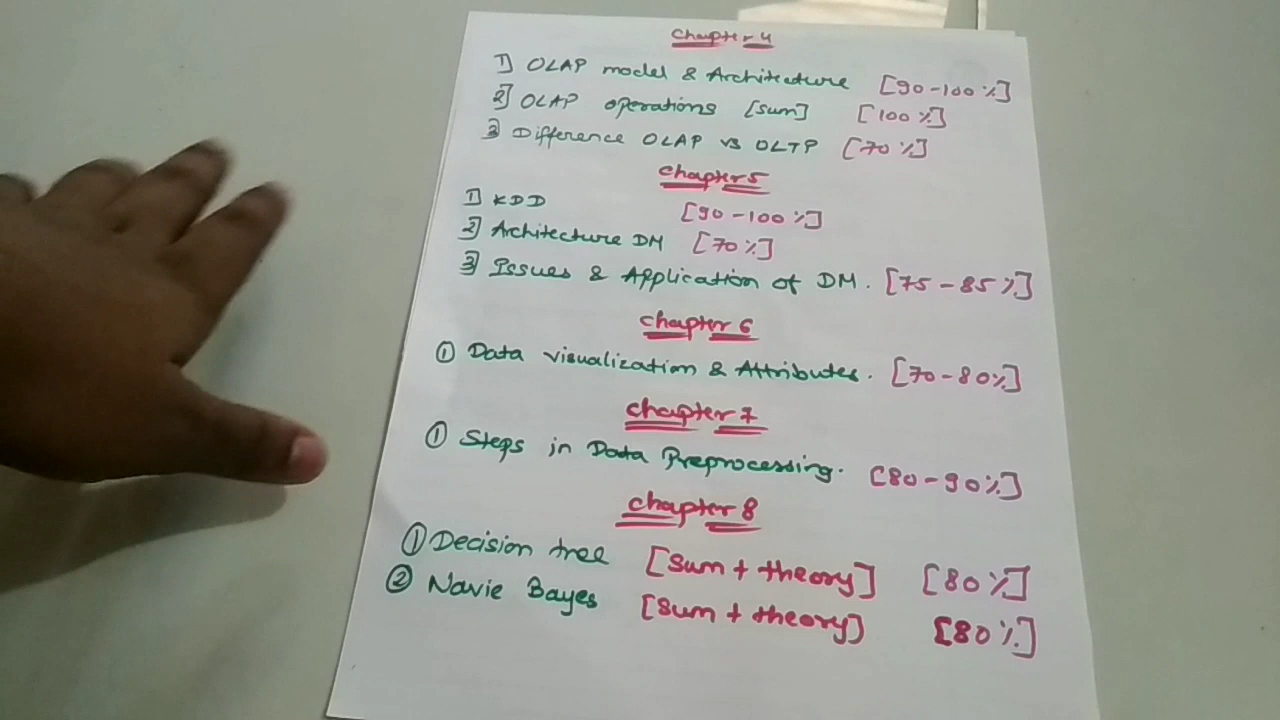 Chapter 4
1] OLAP model & Architecture [90-100%]
2] OLAP operations [sum] [100%]
3] Difference OLAP vs OLTP [70%]
Chapter 5
1] KDD [90-100%]
2] Architecture DM [70%]
3] Issues & Application of DM. [75-85%]
Chapter 6
① Data visualization & Attributes. [70-80%]
Chapter 7
① Steps in Data Preprocessing. [80-90%]
Chapter 8
① Decision tree [Sum + theory] [80%]
② Navie Bayes [Sum + theory] [80%]